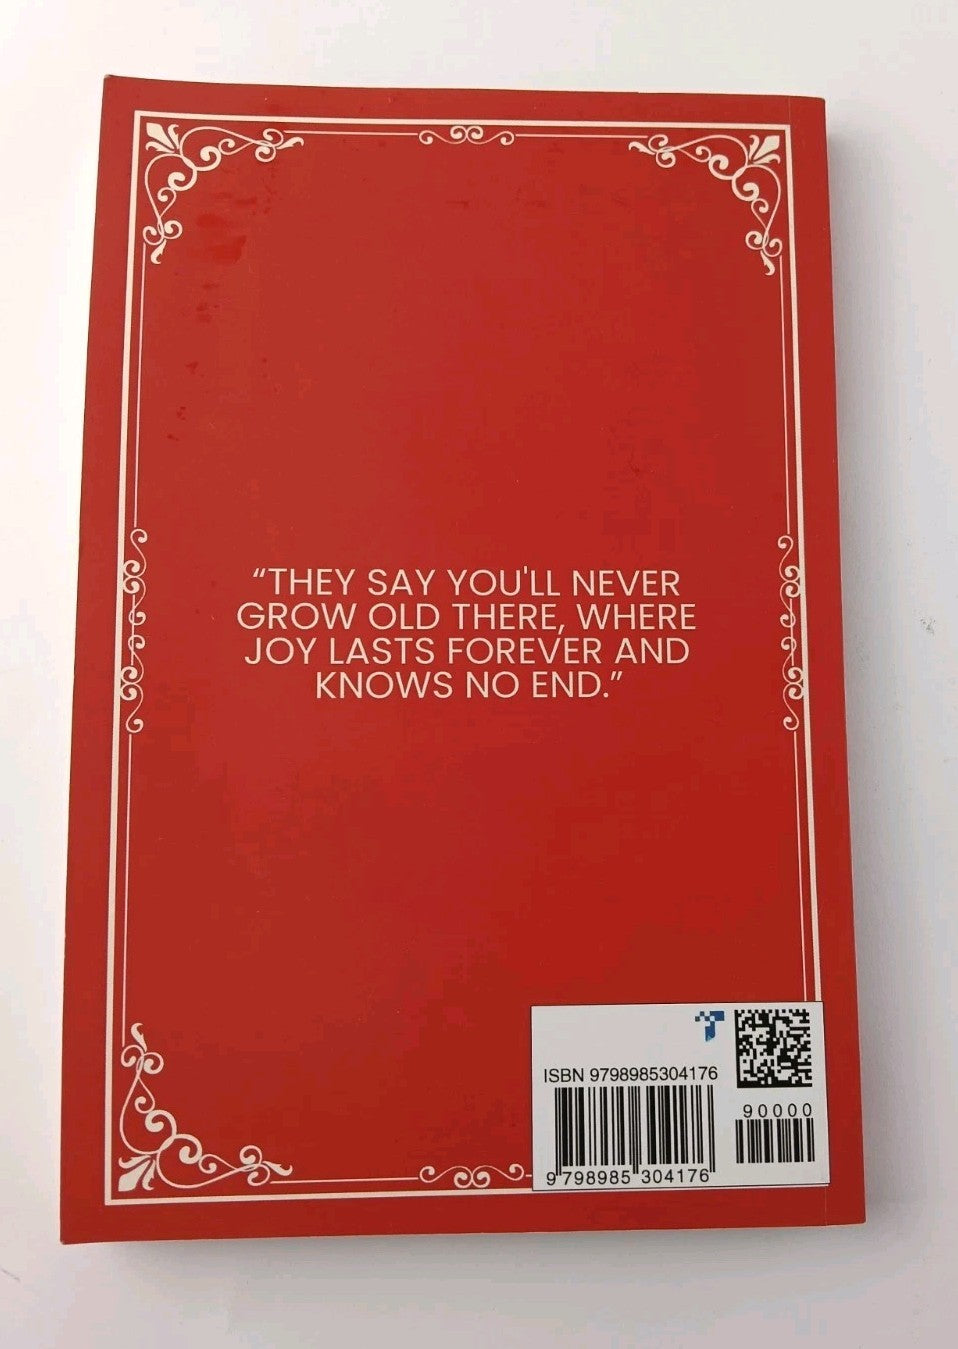 “THEY SAY YOU'LL NEVER
GROW OLD THERE, WHERE
JOY LASTS FOREVER AND
KNOWS NO END.”
ISBN 9798985304176
90000
9 798985 304176